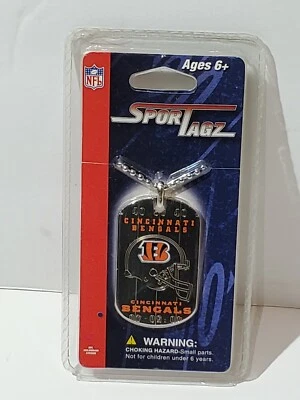 Ages 6+
NFL
SPORTAGZ
CINCINNATI
BENGALS
B
CINCINNATI
BENGALS
WARNING:
CHOKING HAZARD-Small parts.
Not for children under 6 years.